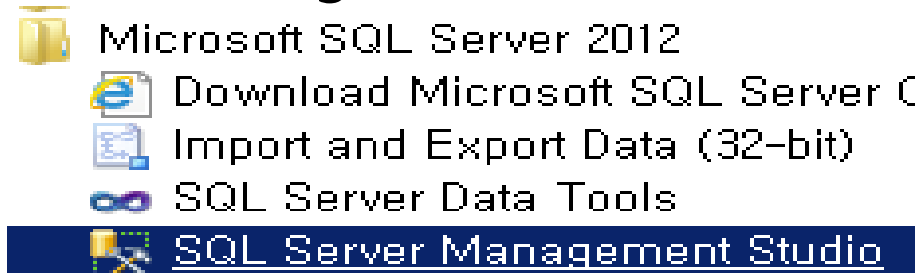 Microsoft SQL Server 2012
Download Microsoft SQL Server
Import and Export Data (32-bit)
SQL Server Data Tools
SQL Server Management Studio